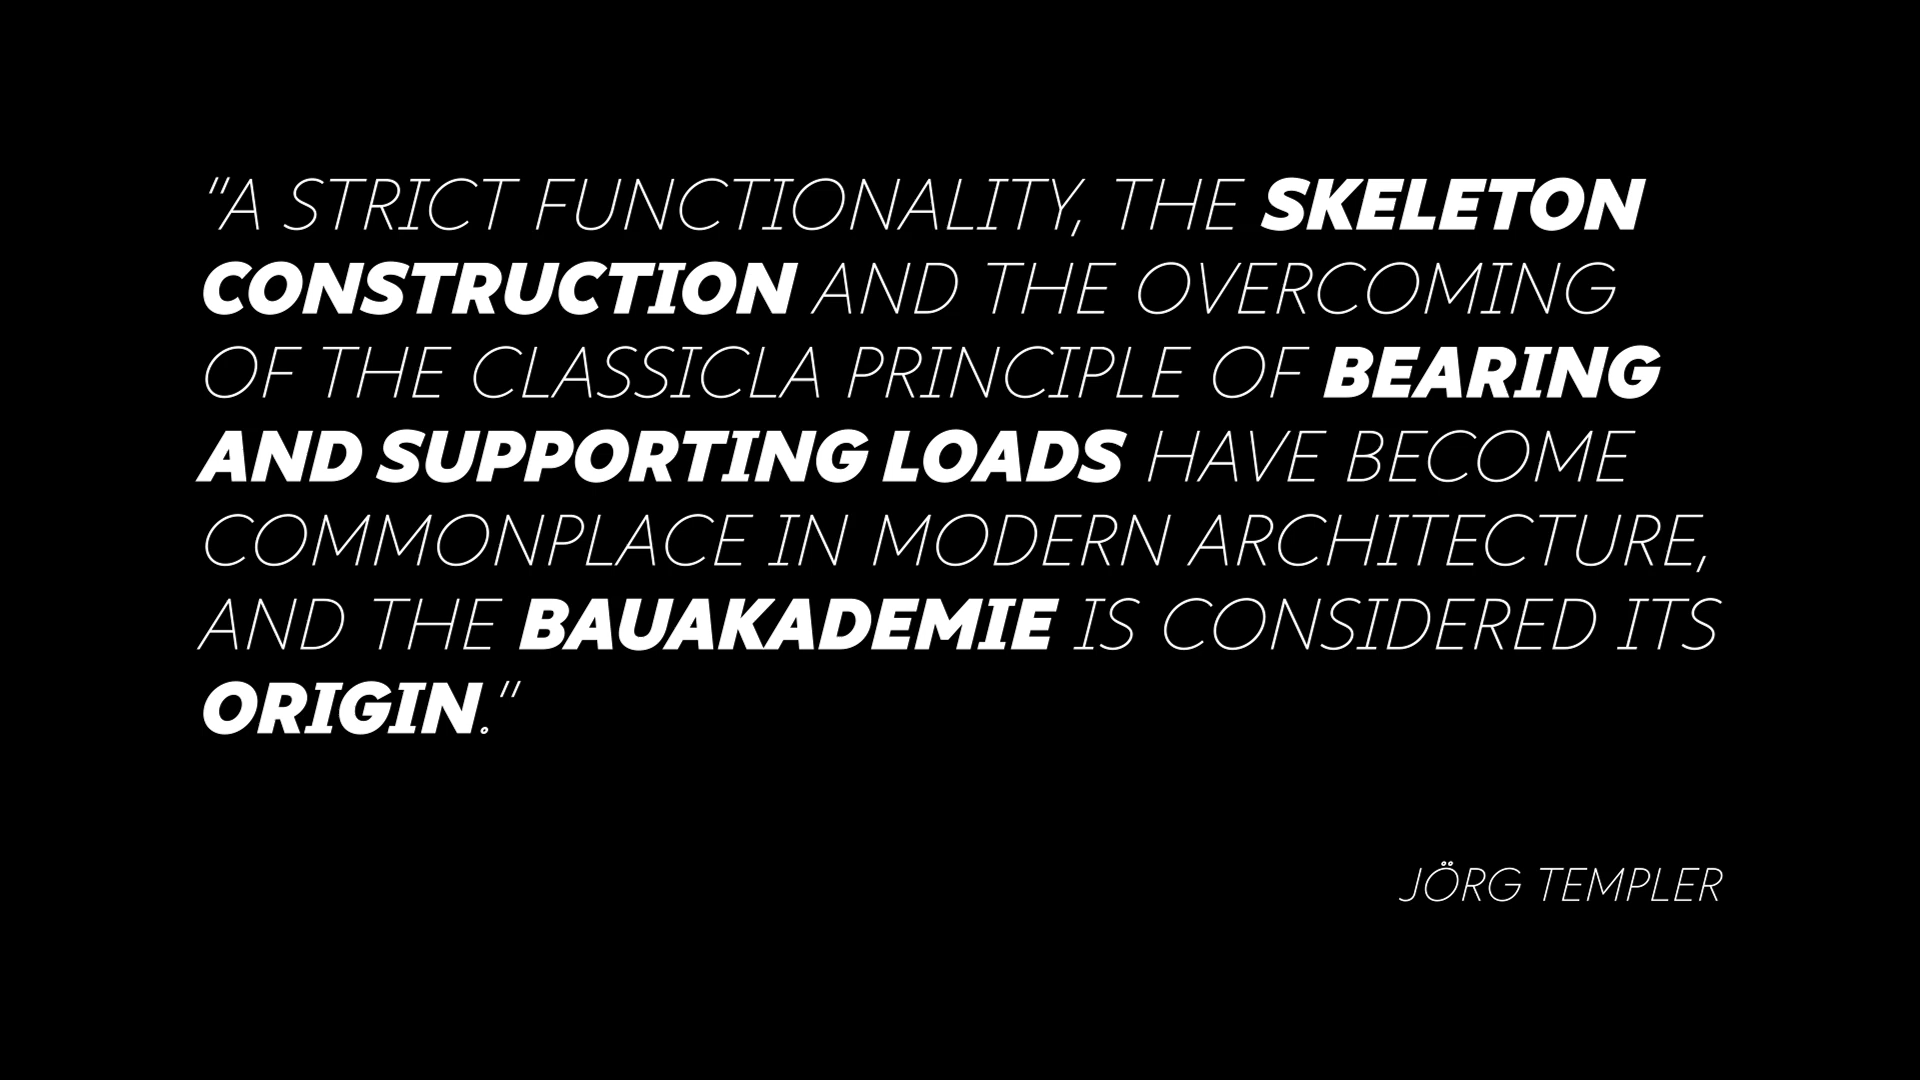 "A STRICT FUNCTIONALITY, THE SKELETON
CONSTRUCTION AND THE OVERCOMING
OF THE CLASSICLA PRINCIPLE OF BEARING
AND SUPPORTING LOADS HAVE BECOME
COMMONPLACE IN MODERN ARCHITECTURE,
AND THE BAUAKADEMIE IS CONSIDERED ITS
ORIGIN."
JÖRG TEMPLER